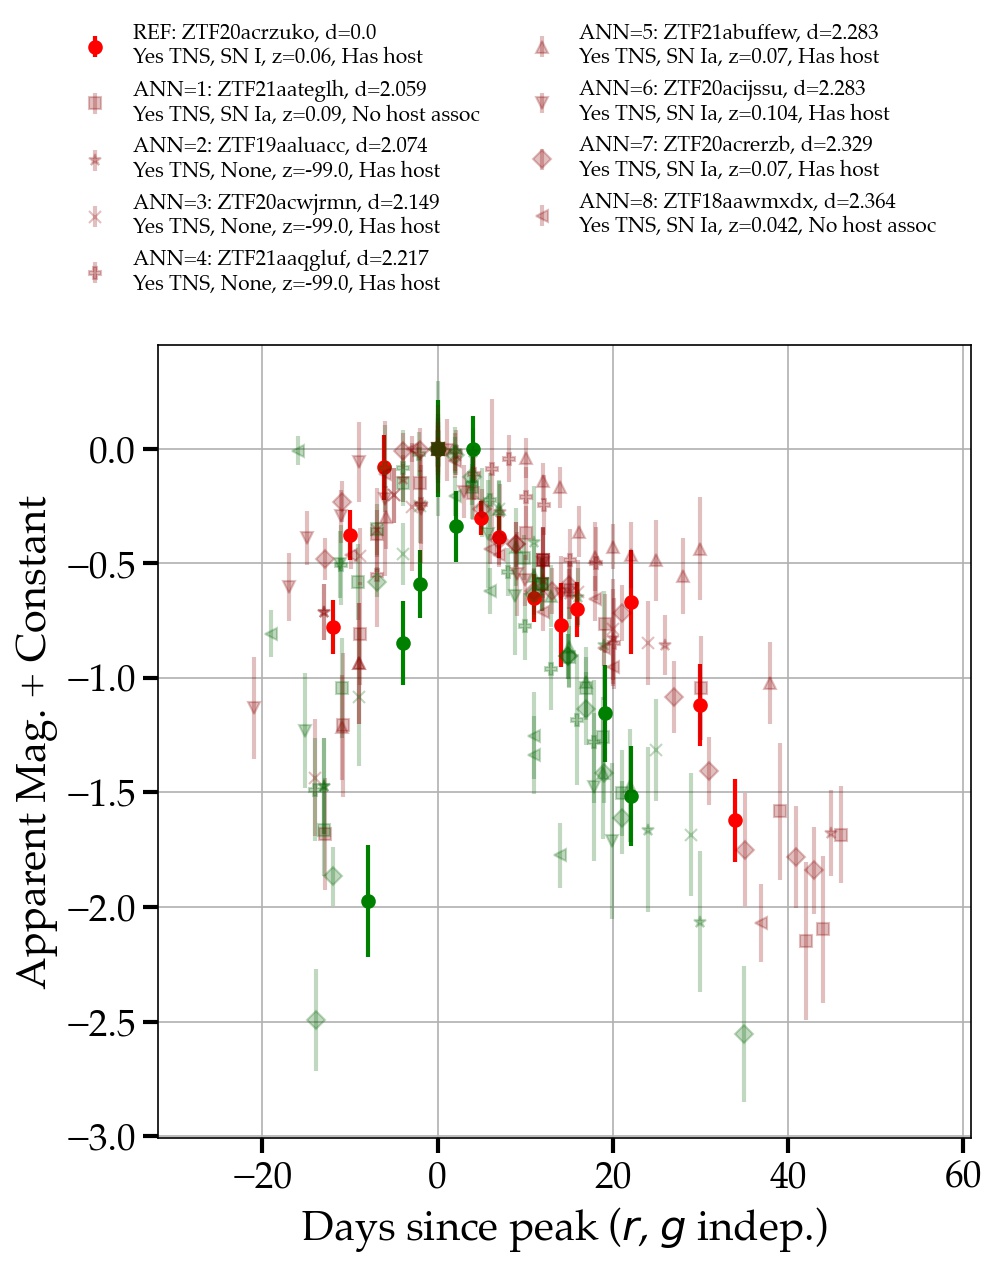 REF: ZTF20acrzuko, d=0.0
Yes TNS, SN I, z=0.06, Has host
ANN=1: ZTF21aateglh, d=2.059
Yes TNS, SN Ia, z=0.09, No host assoc
ANN=2: ZTF19aaluacc, d=2.074
Yes TNS, None, z=-99.0, Has host
ANN=3: ZTF20acwjrmn, d=2.149
Yes TNS, None, z=-99.0, Has host
ANN=4: ZTF21aaqgluf, d=2.217
Yes TNS, None, z=-99.0, Has host
ANN=5: ZTF21abuffew, d=2.283
Yes TNS, SN Ia, z=0.07, Has host
ANN=6: ZTF20acijssu, d=2.283
Yes TNS, SN Ia, z=0.104, Has host
ANN=7: ZTF20acrerzb, d=2.329
Yes TNS, SN Ia, z=0.07, Has host
ANN=8: ZTF18aawmxdx, d=2.364
Yes TNS, SN Ia, z=0.042, No host assoc
Apparent Mag. + Constant
0.0
−0.5
−1.0
−1.5
−2.0
−2.5
−3.0
−20 0 20 40 60
Days since peak (r, g indep.)